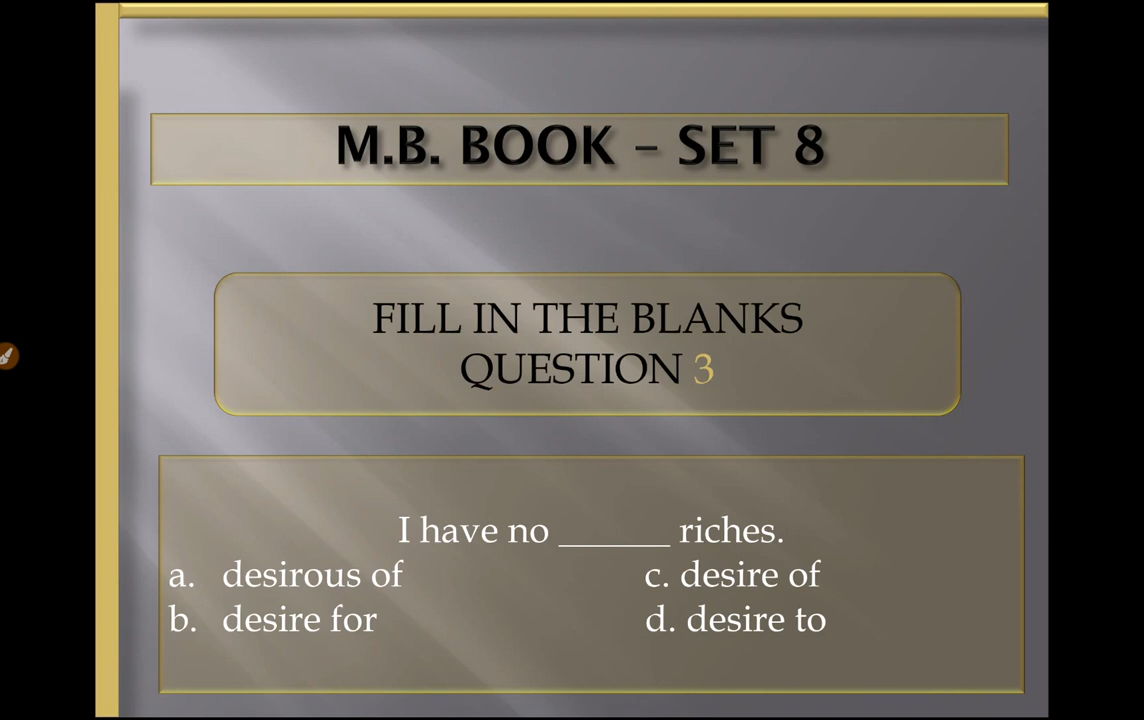 M.B. BOOK – SET 8
FILL IN THE BLANKS
QUESTION 3
I have no ______ riches.
a. desirous of
c. desire of
b. desire for
d. desire to